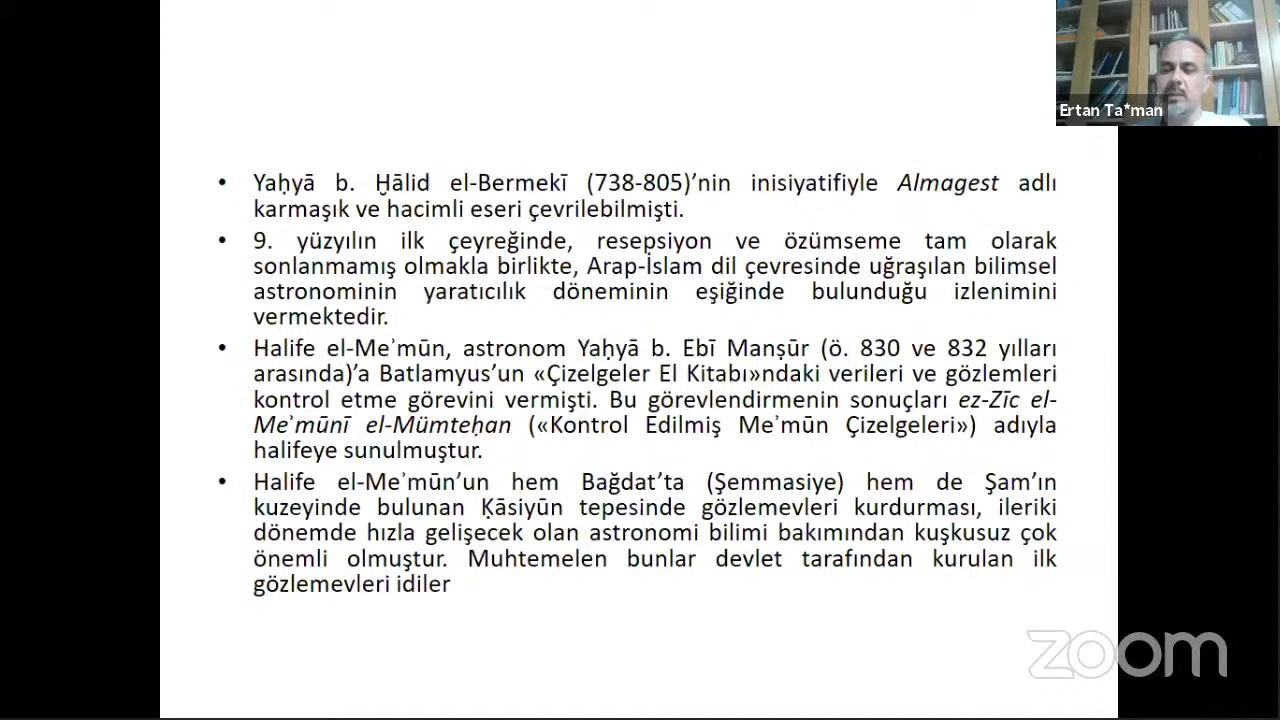 Ertan Ta*man
• Yaḥyā b. Ḫālid el-Bermekī (738-805)’nin inisiyatifiyle Almagest adlı
karmaşık ve hacimli eseri çevrilebilmişti.
• 9. yüzyılın ilk çeyreğinde, resepsiyon ve özümseme tam olarak
sonlanmamış olmakla birlikte, Arap-İslam dil çevresinde uğraşılan bilimsel
astronominin yaratıcılık döneminin eşiğinde bulunduğu izlenimini
vermektedir.
• Halife el-Meʾmūn, astronom Yaḥyā b. Ebī Manṣūr (ö. 830 ve 832 yılları
arasında)’a Batlamyus’un «Çizelgeler El Kitabı»ndaki verileri ve gözlemleri
kontrol etme görevini vermişti. Bu görevlendirmenin sonuçları ez-Zīc el-
Meʾmūnī el-Mümteḥan («Kontrol Edilmiş Meʾmūn Çizelgeleri») adıyla
halifeye sunulmuştur.
• Halife el-Meʾmūn’un hem Bağdat’ta (Şemmasiye) hem de Şam’ın
kuzeyinde bulunan Ḳāsiyūn tepesinde gözlemevleri kurdurması, ileriki
dönemde hızla gelişecek olan astronomi bilimi bakımından kuşkusuz çok
önemli olmuştur. Muhtemelen bunlar devlet tarafından kurulan ilk
gözlemevleri idiler
zoom